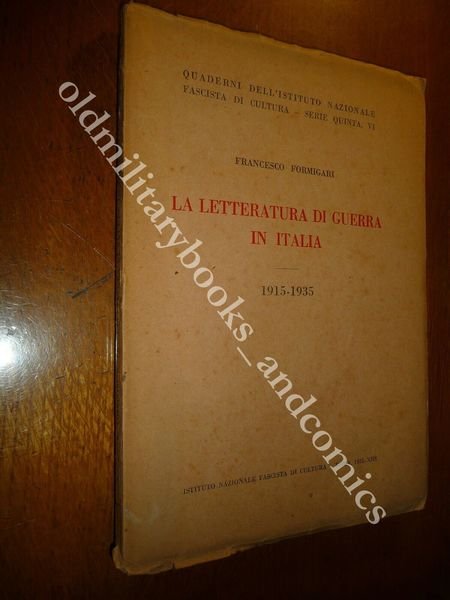 QUADERNI DELL'ISTITUTO NAZIONALE
FASCISTA DI CULTURA - SERIE QUINTA, VI
FRANCESCO FORMIGARI
LA LETTERATURA DI GUERRA
IN ITALIA
1915-1935
ISTITUTO NAZIONALE FASCISTA DI CULTURA
oldmilitarybooks_andcomics